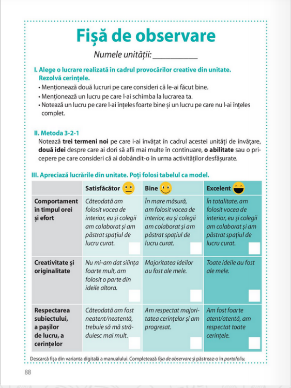 Fișă de observare
Numele unității:____________
I. Alege o lucrare realizată în cadrul provocărilor creative din unitate.
Rezolvă cerințele.
• Menționează două lucruri pe care consideri că le-ai făcut bine.
• Menționează un lucru pe care l-ai schimba la lucrarea ta.
• Notează un lucru pe care l-ai înțeles foarte bine și un lucru pe care nu l-ai înțeles
complet.
II. Metoda 3-2-1
Notează trei termeni noi pe care i-ai învățat în cadrul acestei unități de învățare,
două idei despre care ai dori să afli mai multe în continuare, o abilitate sau o pri-
cepere pe care consideri că ai dobândit-o în urma activităților desfășurate.
III. Apreciază lucrările din unitate. Poți folosi tabelul ca model.
Satisfăcător Bine Excelent
Comportament
în timpul orei
și efort
Câteodată am
folosit vocea de
interior, eu și colegii
am colaborat și am
păstrat spațiul de
lucru curat.
În mare măsură,
am folosit vocea de
interior, eu și colegii
am colaborat și am
păstrat spațiul de
lucru curat.
În totalitate, am
folosit vocea de
interior, eu și colegii
am colaborat și am
păstrat spațiul de
lucru curat.
Creativitate și
originalitate
Nu mi-am dat silința
foarte mult, am
folosit o parte din
ideile altora.
Majoritatea ideilor
au fost ale mele.
Toate ideile au fost
ale mele.
Respectarea
subiectului,
a pașilor
de lucru, a
cerințelor
Câteodată am fost
neatent/neatentă,
trebuie să mă stră-
duiesc mai mult.
Am respectat majori-
tatea cerințelor și am
progresat.
Am fost foarte
atent/atentă, am
respectat toate
cerințele.
Descarcă fișa din varianta digitală a manualului. Completează fișa de observare și păstreaz-o în portofoliu.
88